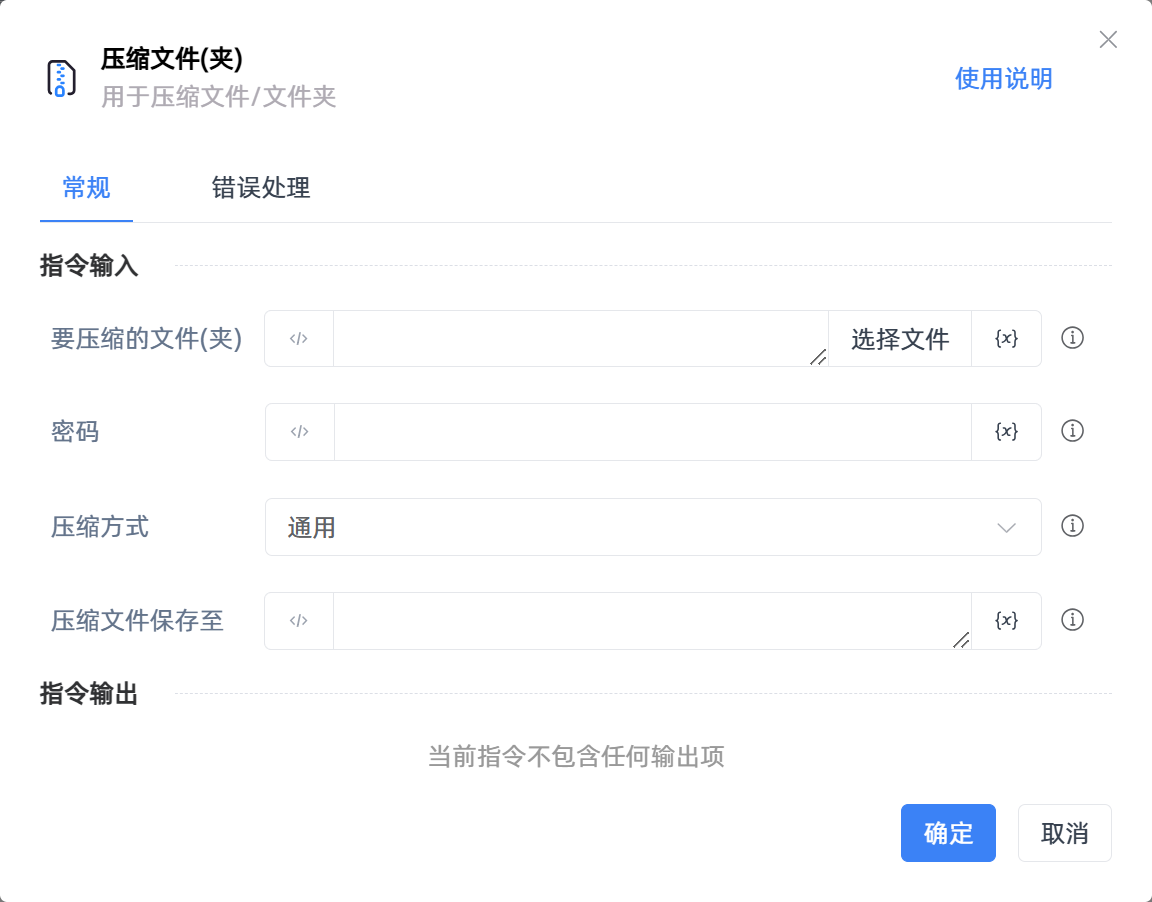 压缩文件(夹)
用于压缩文件/文件夹
使用说明
常规
错误处理
指令输入
要压缩的文件(夹)
</>
选择文件
{x}
密码
</>
{x}
压缩方式
通用
压缩文件保存至
</>
{x}
指令输出
当前指令不包含任何输出项
确定
取消